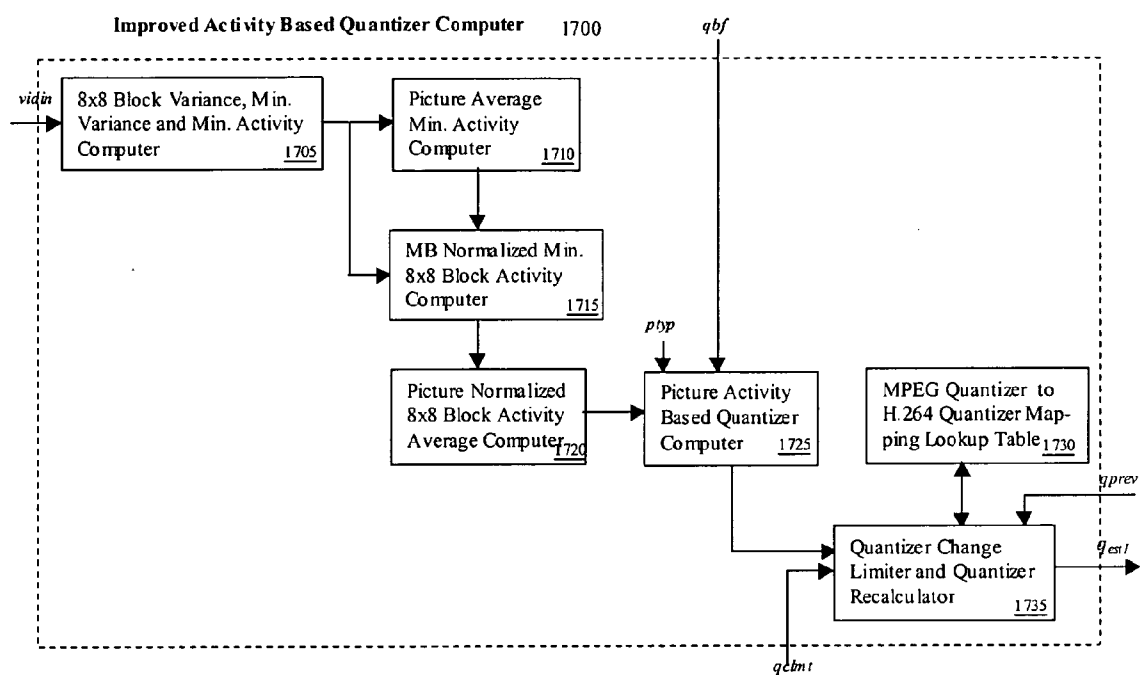 Improved Activity Based Quantizer Computer 1700
qbf
vidin
8x8 Block Variance, Min.
Variance and Min. Activity
Computer
1705
Picture Average
Min. Activity
Computer
1710
MB Normalized Min.
8x8 Block Activity
Computer
1715
ptyp
Picture Normalized
8x8 Block Activity
Average Computer
1720
Picture Activity
Based Quantizer
Computer
1725
MPEG Quantizer to
H.264 Quantizer Map-
ping Lookup Table
1730
qprev
Quantizer Change
Limiter and Quantizer
Recalculator
1735
qest1
qclmt